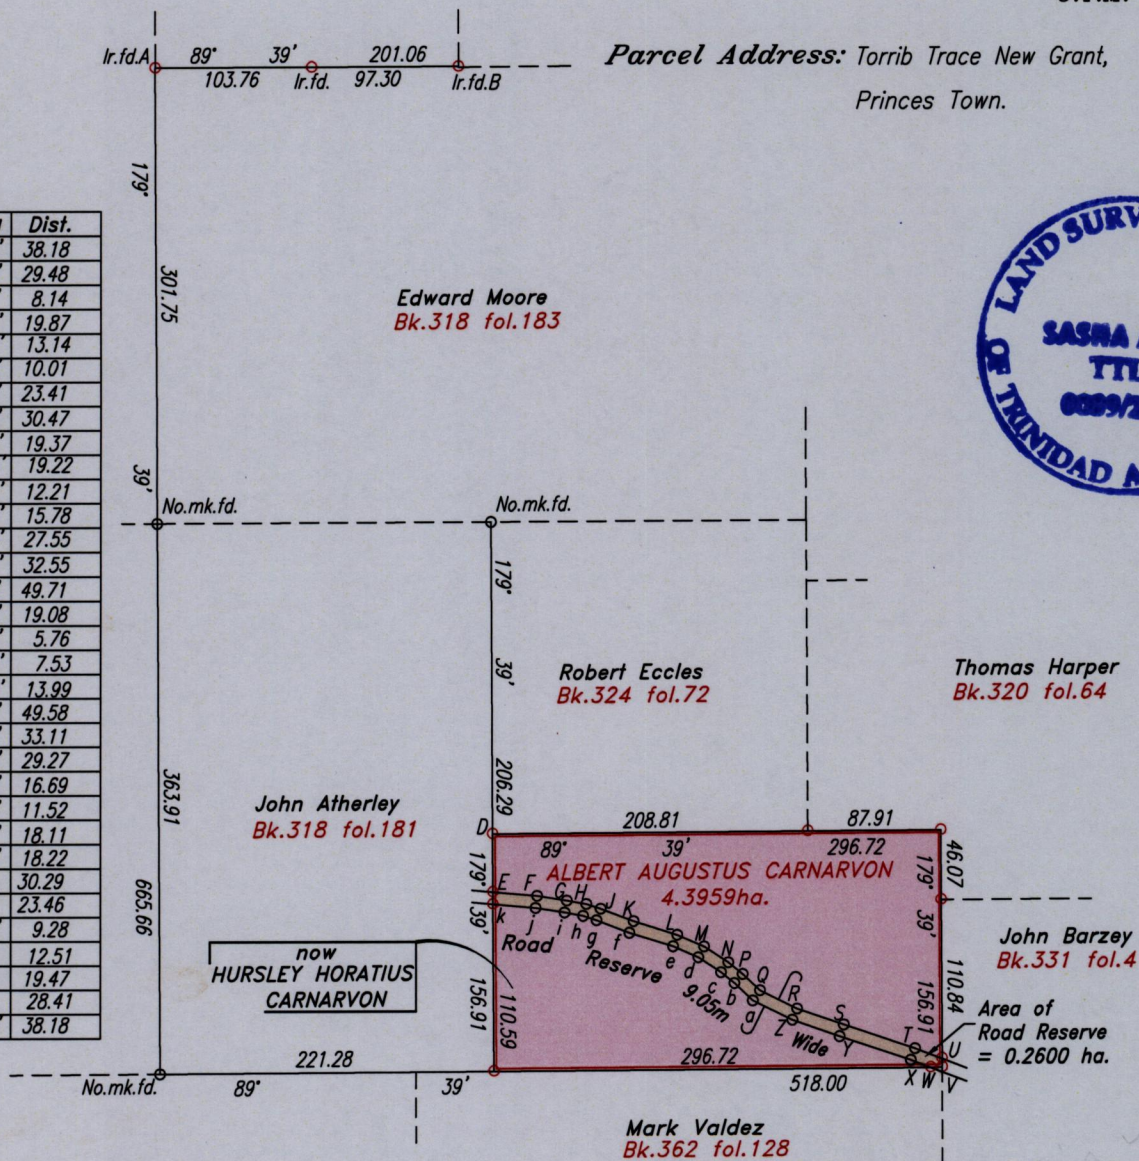 Parcel Address: Torrib Trace New Grant,
Princes Town.
Ir.fd.A 89° 39' 201.06
103.76 Ir.fd. 97.30 Ir.fd.B
179°
301.75
39'
Dist.
38.18
29.48
8.14
19.87
13.14
10.01
23.41
30.47
19.37
19.22
12.21
15.78
27.55
32.55
49.71
19.08
5.76
7.53
13.99
49.58
33.11
29.27
16.69
11.52
18.11
18.22
30.29
23.46
9.28
12.51
19.47
28.41
38.18
Edward Moore
Bk.318 fol.183
LAND SURV
SASHA
OF TRINIDAD
No.mk.fd.
No.mk.fd.
179°
39'
206.29
Robert Eccles
Bk.324 fol.72
Thomas Harper
Bk.320 fol.64
363.91
665.66
John Atherley
Bk.318 fol.181
D 208.81 87.91
89° 39' 296.72
ALBERT AUGUSTUS CARNARVON
4.3959ha.
46.07
179° 39'
110.84
156.91
179° 39'
156.91
110.59
E F G H J K L M N P Q R S T U V
k j i h g f e d c b a Z Y X W
Road Reserve 9.05m Wide
John Barzey
Bk.331 fol.4
Area of
Road Reserve
= 0.2600 ha.
now
HURSLEY HORATIUS
CARNARVON
221.28 296.72
No.mk.fd. 89° 39' 518.00
Mark Valdez
Bk.362 fol.128